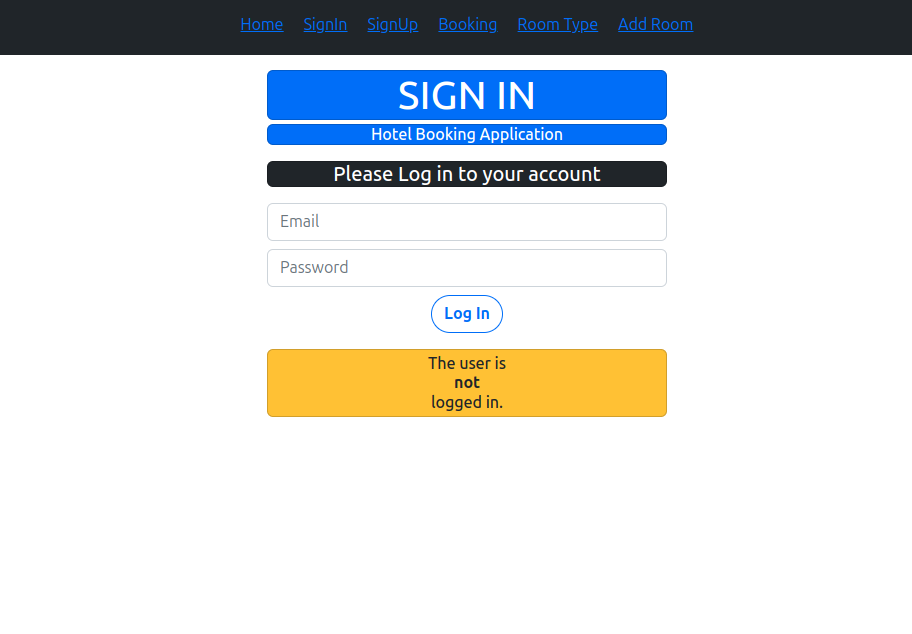 Home SignIn SignUp Booking Room Type Add Room
SIGN IN
Hotel Booking Application
Please Log in to your account
Email
Password
Log In
The user is
not
logged in.